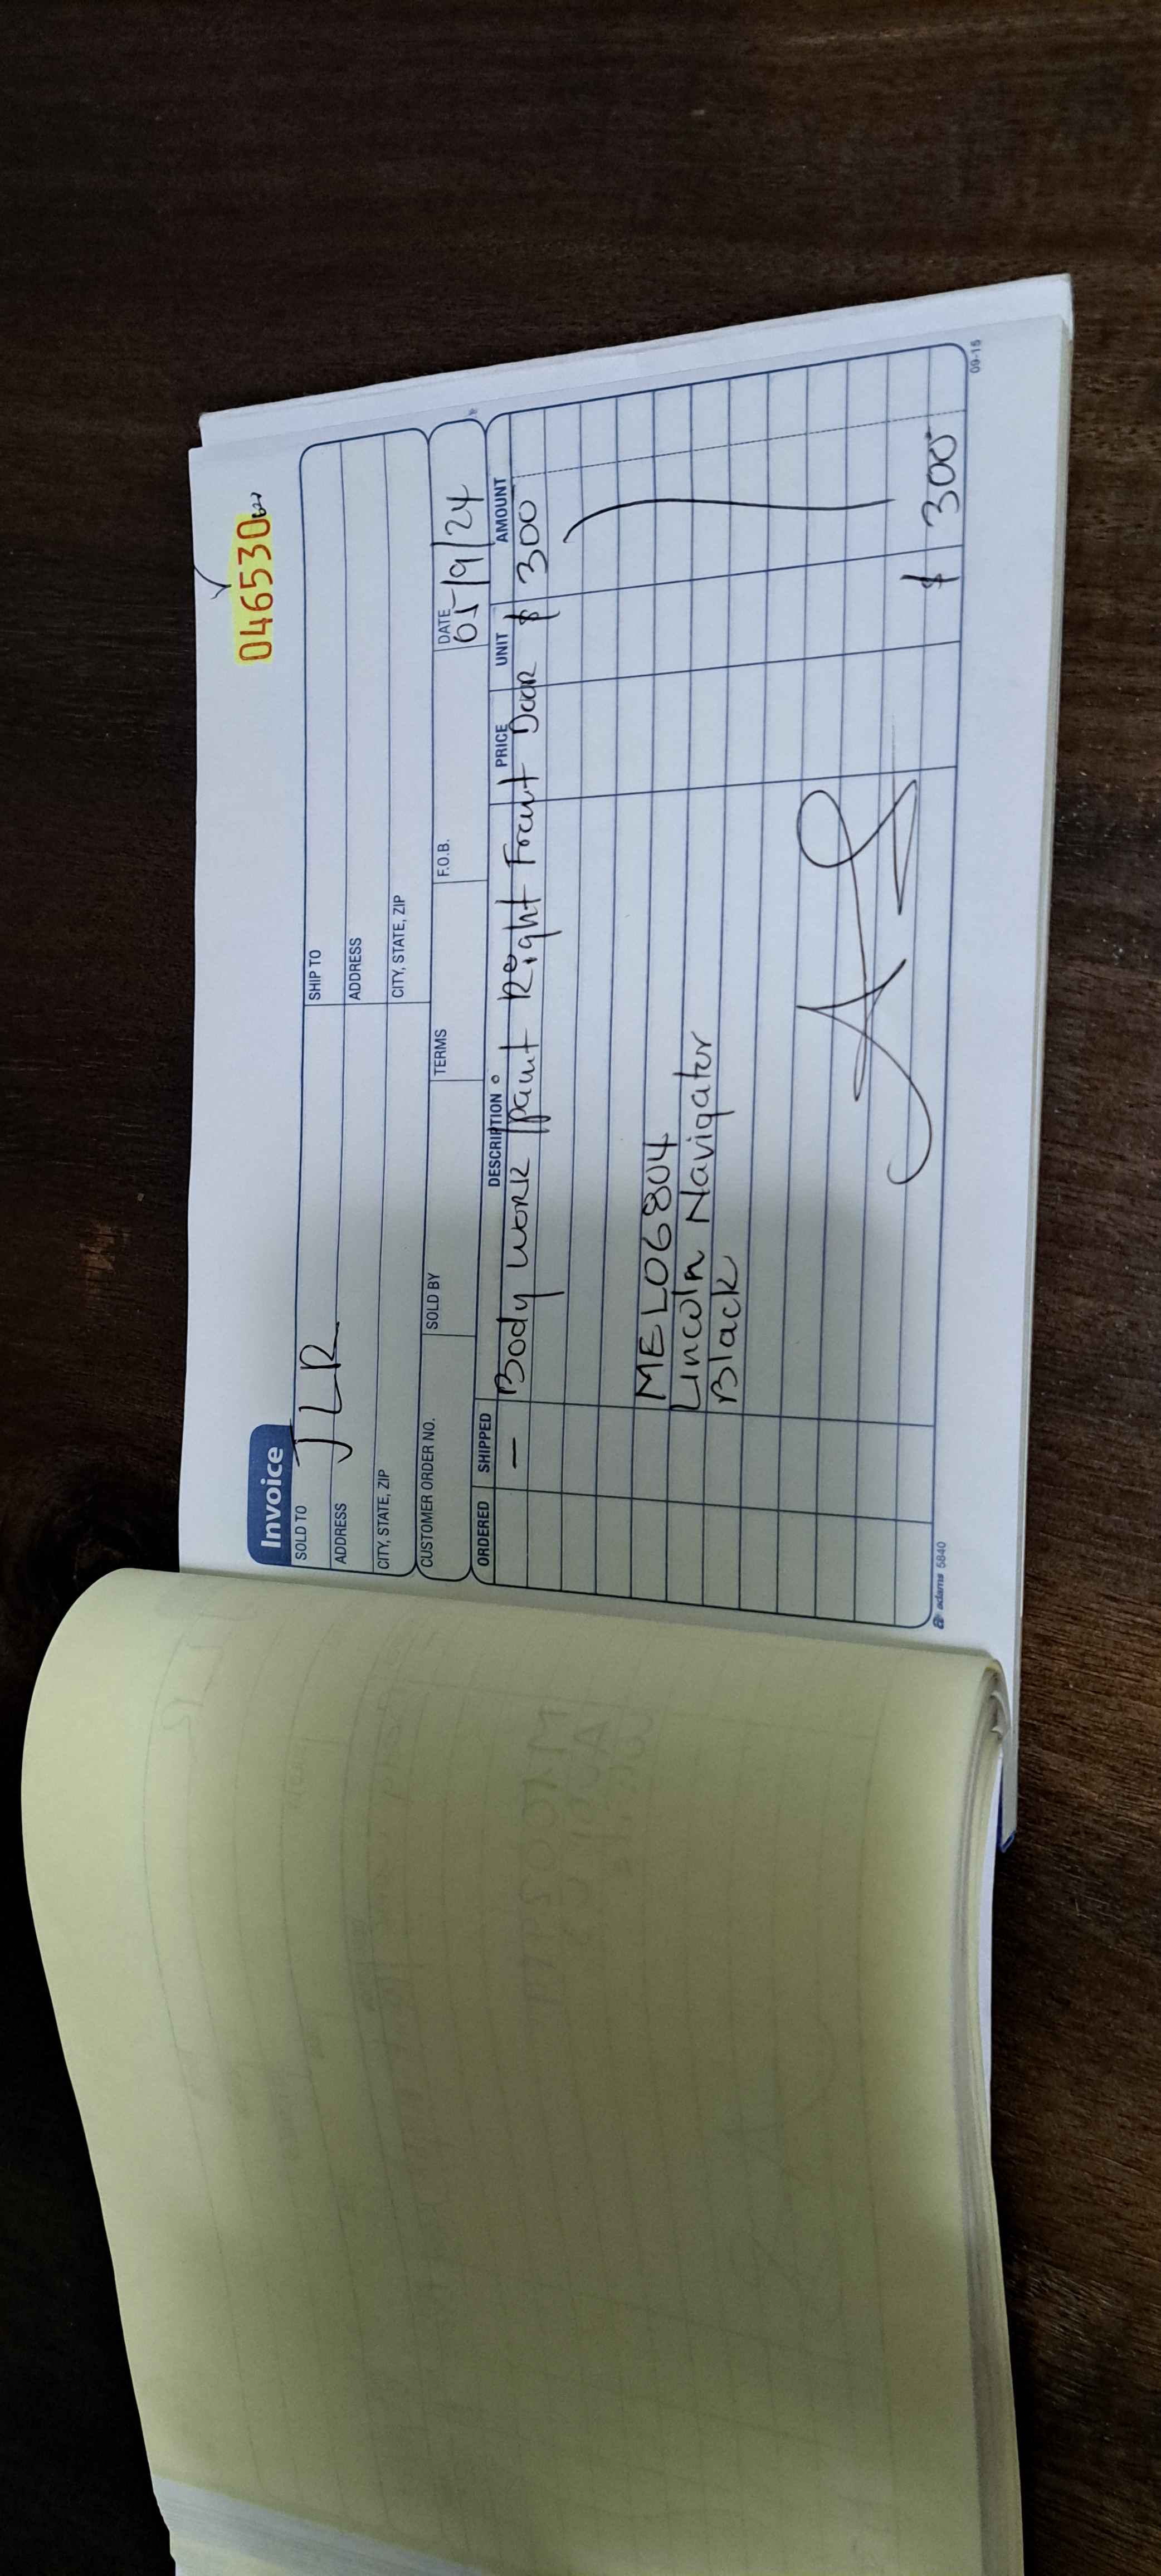 046530
Invoice
SOLD TO JLR
SHIP TO
ADDRESS
ADDRESS
CITY, STATE, ZIP
CITY, STATE, ZIP
CUSTOMER ORDER NO.
SOLD BY
TERMS
F.O.B.
DATE 05/9/24
ORDERED SHIPPED DESCRIPTION PRICE UNIT AMOUNT
— Body work /paint Right Front Door $ 300
MEL06804
Lincoln Navigator
Black
$ 300
adams 5840
09-15